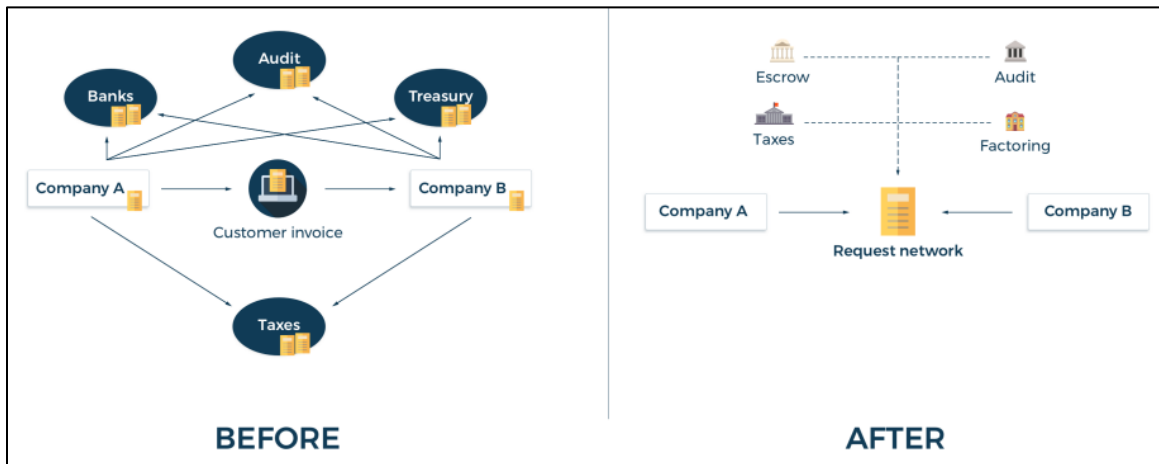 Audit
Banks
Treasury
Company A
Company B
Customer invoice
Taxes
BEFORE
Escrow
Audit
Taxes
Factoring
Company A
Company B
Request network
AFTER